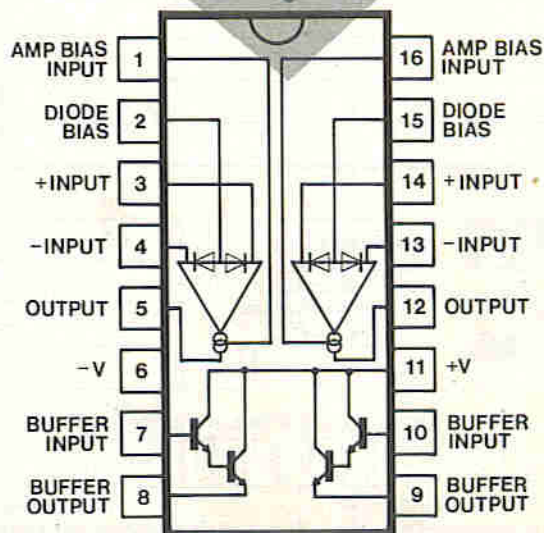 AMP BIAS
INPUT
1
DIODE
BIAS
2
+INPUT
3
-INPUT
4
OUTPUT
5
-V
6
BUFFER
INPUT
7
BUFFER
OUTPUT
8
16
AMP BIAS
INPUT
15
DIODE
BIAS
14
+INPUT
13
-INPUT
12
OUTPUT
11
+V
10
BUFFER
INPUT
9
BUFFER
OUTPUT